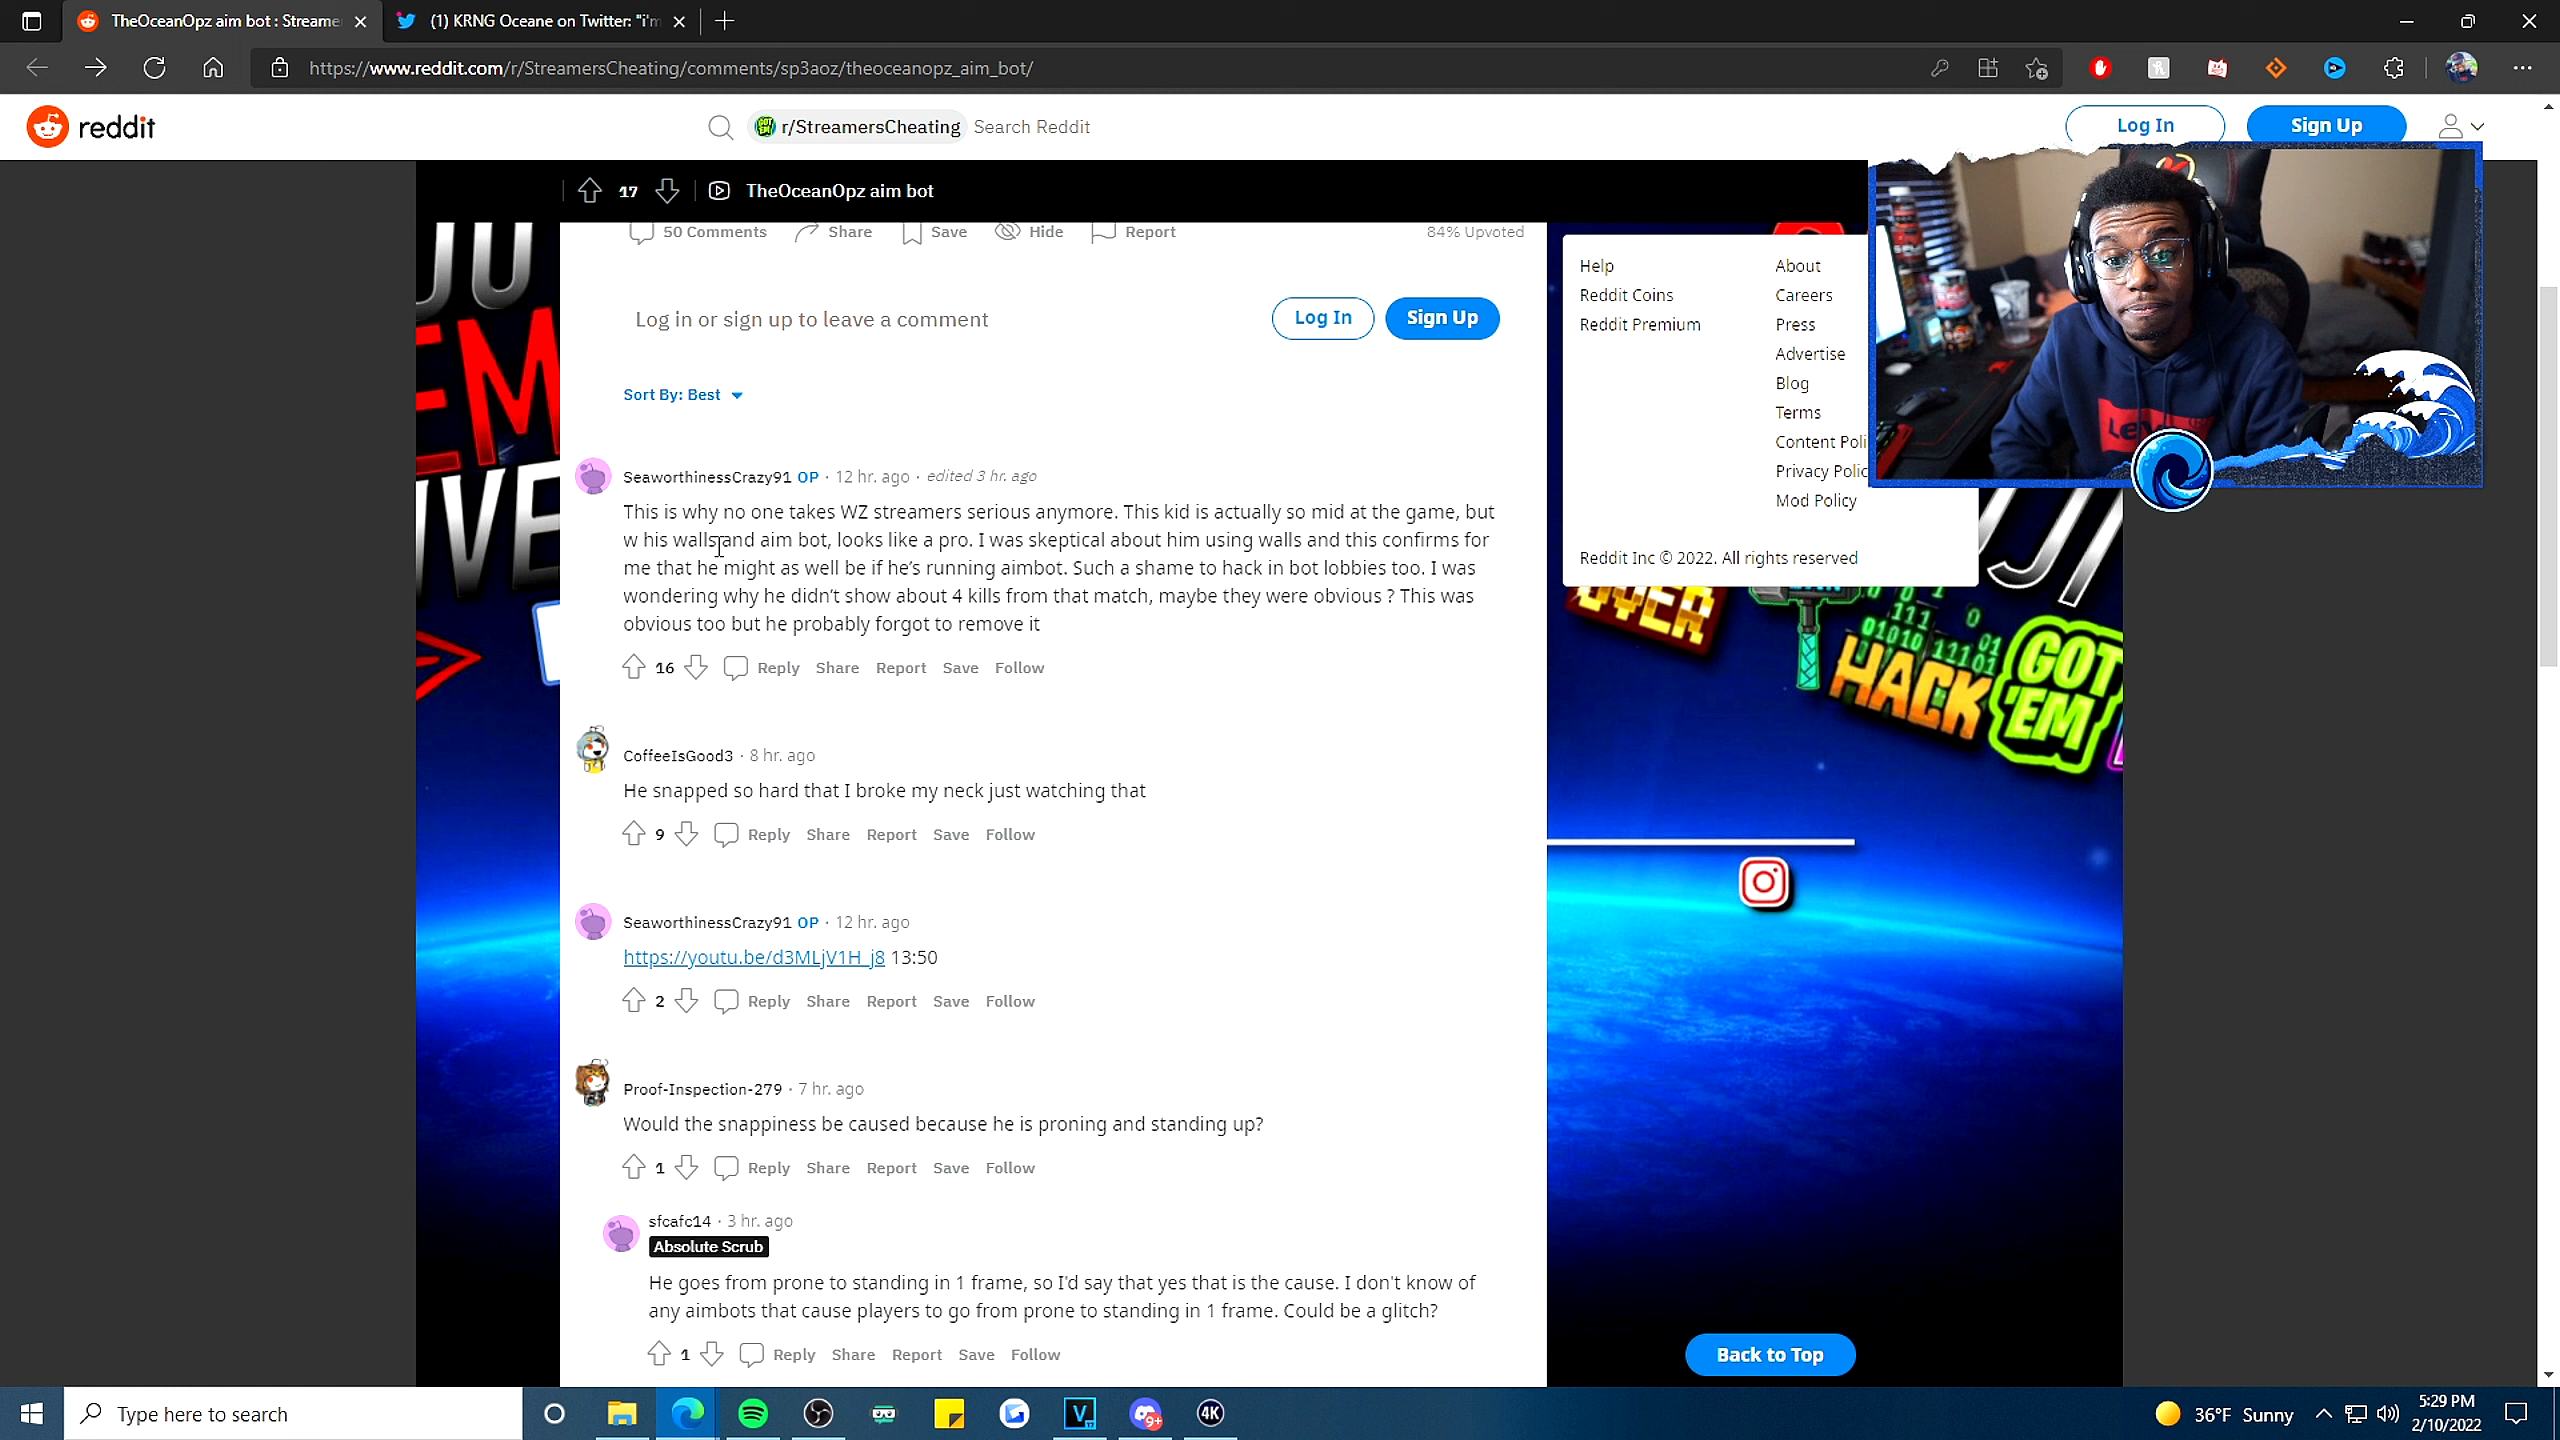 TheOceanOpz aim bot : Streame
(1) KRNG Oceane on Twitter: "i'm
https://www.reddit.com/r/StreamersCheating/comments/sp3aoz/theoceanopz_aim_bot/
reddit
r/StreamersCheating Search Reddit
Log In
Sign Up
17
TheOceanOpz aim bot
50 Comments Share Save Hide Report
84% Upvoted
Log in or sign up to leave a comment
Log In
Sign Up
Sort By: Best
SeaworthinessCrazy91 OP · 12 hr. ago · edited 3 hr. ago
This is why no one takes WZ streamers serious anymore. This kid is actually so mid at the game, but
w his walls and aim bot, looks like a pro. I was skeptical about him using walls and this confirms for
me that he might as well be if he's running aimbot. Such a shame to hack in bot lobbies too. I was
wondering why he didn't show about 4 kills from that match, maybe they were obvious ? This was
obvious too but he probably forgot to remove it
16 Reply Share Report Save Follow
CoffeeIsGood3 · 8 hr. ago
He snapped so hard that I broke my neck just watching that
9 Reply Share Report Save Follow
SeaworthinessCrazy91 OP · 12 hr. ago
https://youtu.be/d3MLjV1H_j8 13:50
2 Reply Share Report Save Follow
Proof-Inspection-279 · 7 hr. ago
Would the snappiness be caused because he is proning and standing up?
1 Reply Share Report Save Follow
sfcafc14 · 3 hr. ago
Absolute Scrub
He goes from prone to standing in 1 frame, so I'd say that yes that is the cause. I don't know of
any aimbots that cause players to go from prone to standing in 1 frame. Could be a glitch?
1 Reply Share Report Save Follow
Help
Reddit Coins
Reddit Premium
About
Careers
Press
Advertise
Blog
Terms
Content Poli
Privacy Polic
Mod Policy
Reddit Inc © 2022. All rights reserved
HACK
GOT
'EM
Back to Top
Type here to search
9+
4K
36°F Sunny
5:29 PM
2/10/2022